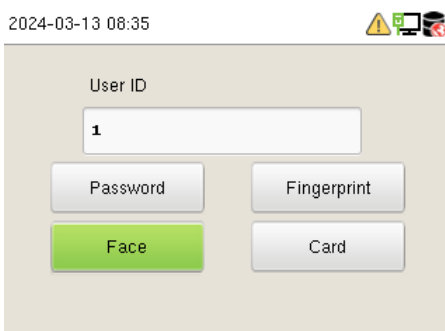 2024-03-13 08:35
User ID
1
Password Fingerprint
Face Card